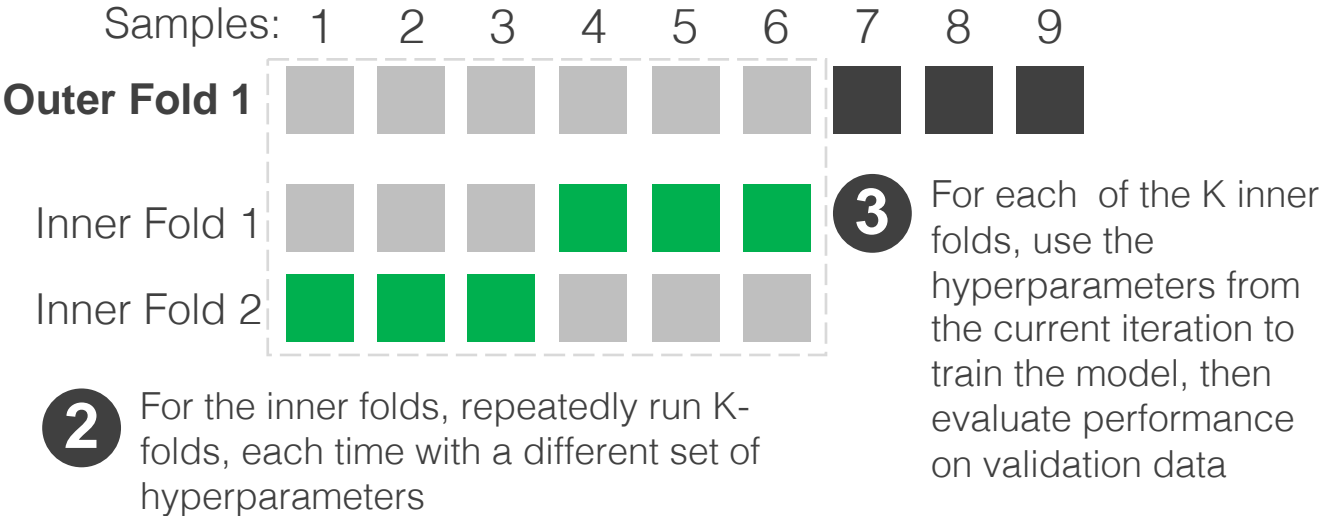 Samples: 1 2 3 4 5 6 7 8 9
Outer Fold 1
Inner Fold 1
Inner Fold 2
3 For each of the K inner
folds, use the
hyperparameters from
the current iteration to
train the model, then
evaluate performance
on validation data
2 For the inner folds, repeatedly run K-
folds, each time with a different set of
hyperparameters